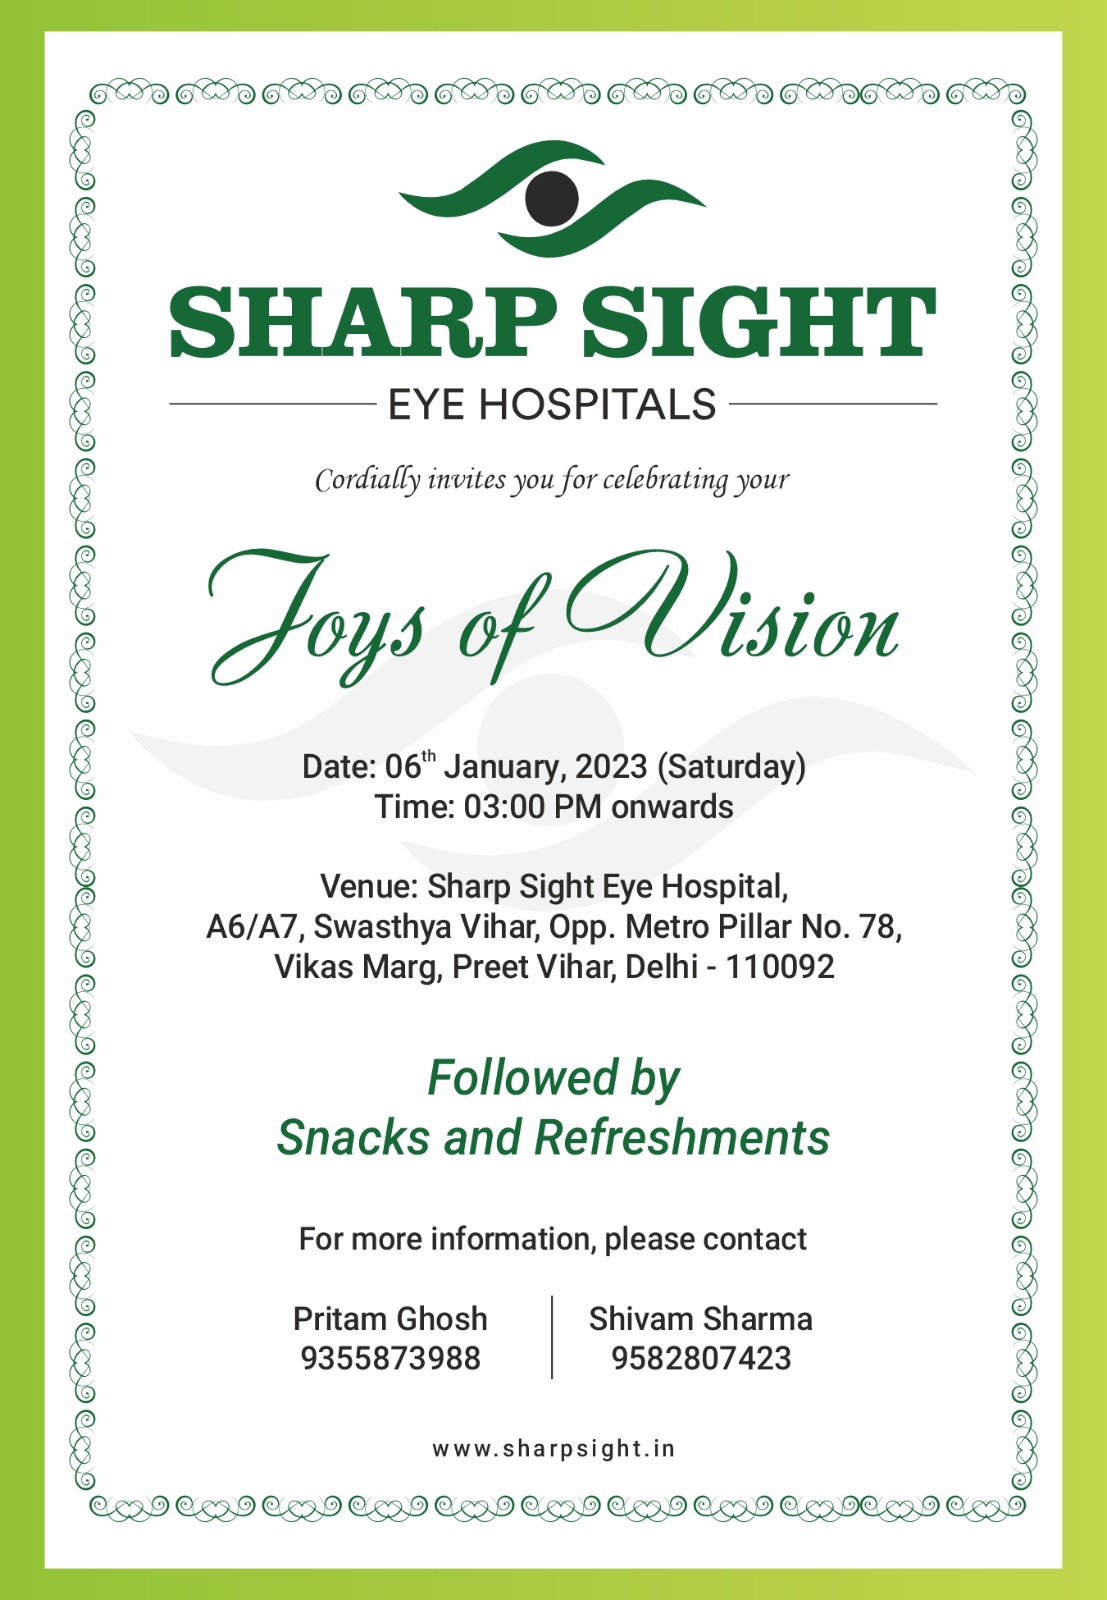 SHARP SIGHT
EYE HOSPITALS
Cordially invites you for celebrating your
Joys of Vision
Date: 06th January, 2023 (Saturday)
Time: 03:00 PM onwards
Venue: Sharp Sight Eye Hospital,
A6/A7, Swasthya Vihar, Opp. Metro Pillar No. 78,
Vikas Marg, Preet Vihar, Delhi - 110092
Followed by
Snacks and Refreshments
For more information, please contact
Pritam Ghosh
9355873988
Shivam Sharma
9582807423
www.sharpsight.in